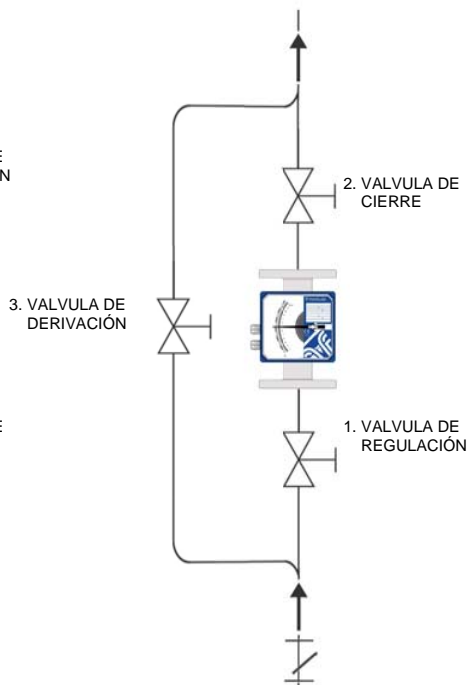 2. VALVULA DE
CIERRE
3. VALVULA DE
DERIVACIÓN
1. VALVULA DE
REGULACIÓN